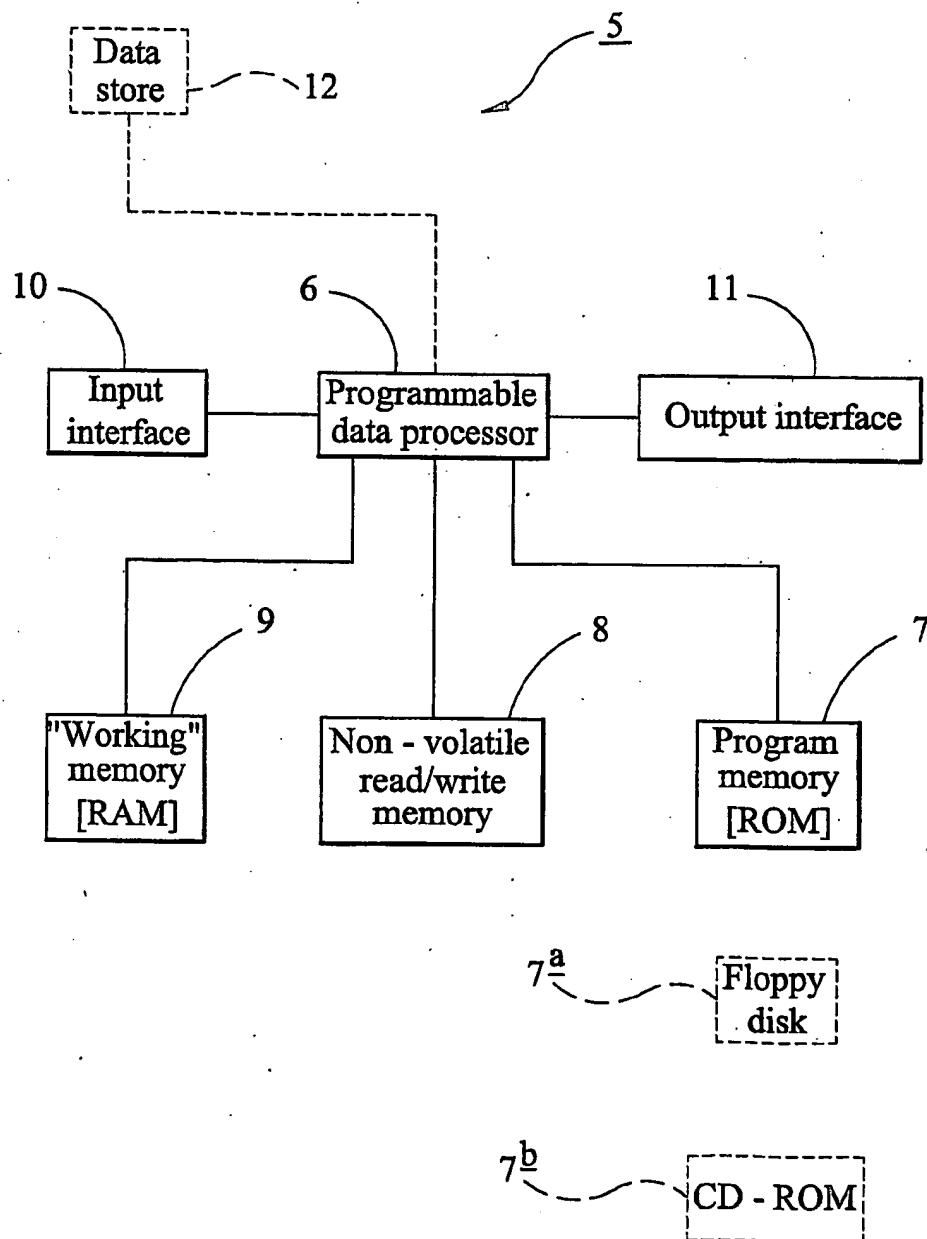 5
Data
store
12
10
6
11
Input
interface
Programmable
data processor
Output interface
9
8
7
"Working"
memory
[RAM]
Non - volatile
read/write
memory
Program
memory
[ROM]
7a
Floppy
disk
7b
CD - ROM